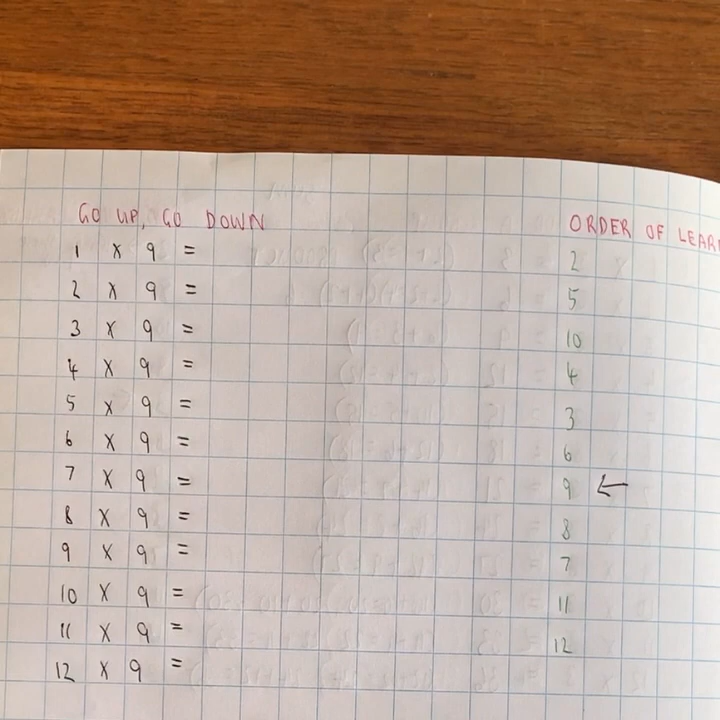 GO UP, GO DOWN
1 x 9 =
2 x 9 =
3 x 9 =
4 x 9 =
5 x 9 =
6 x 9 =
7 x 9 =
8 x 9 =
9 x 9 =
10 x 9 =
11 x 9 =
12 x 9 =
ORDER OF
2
5
10
4
3
6
9 ←
8
7
11
12